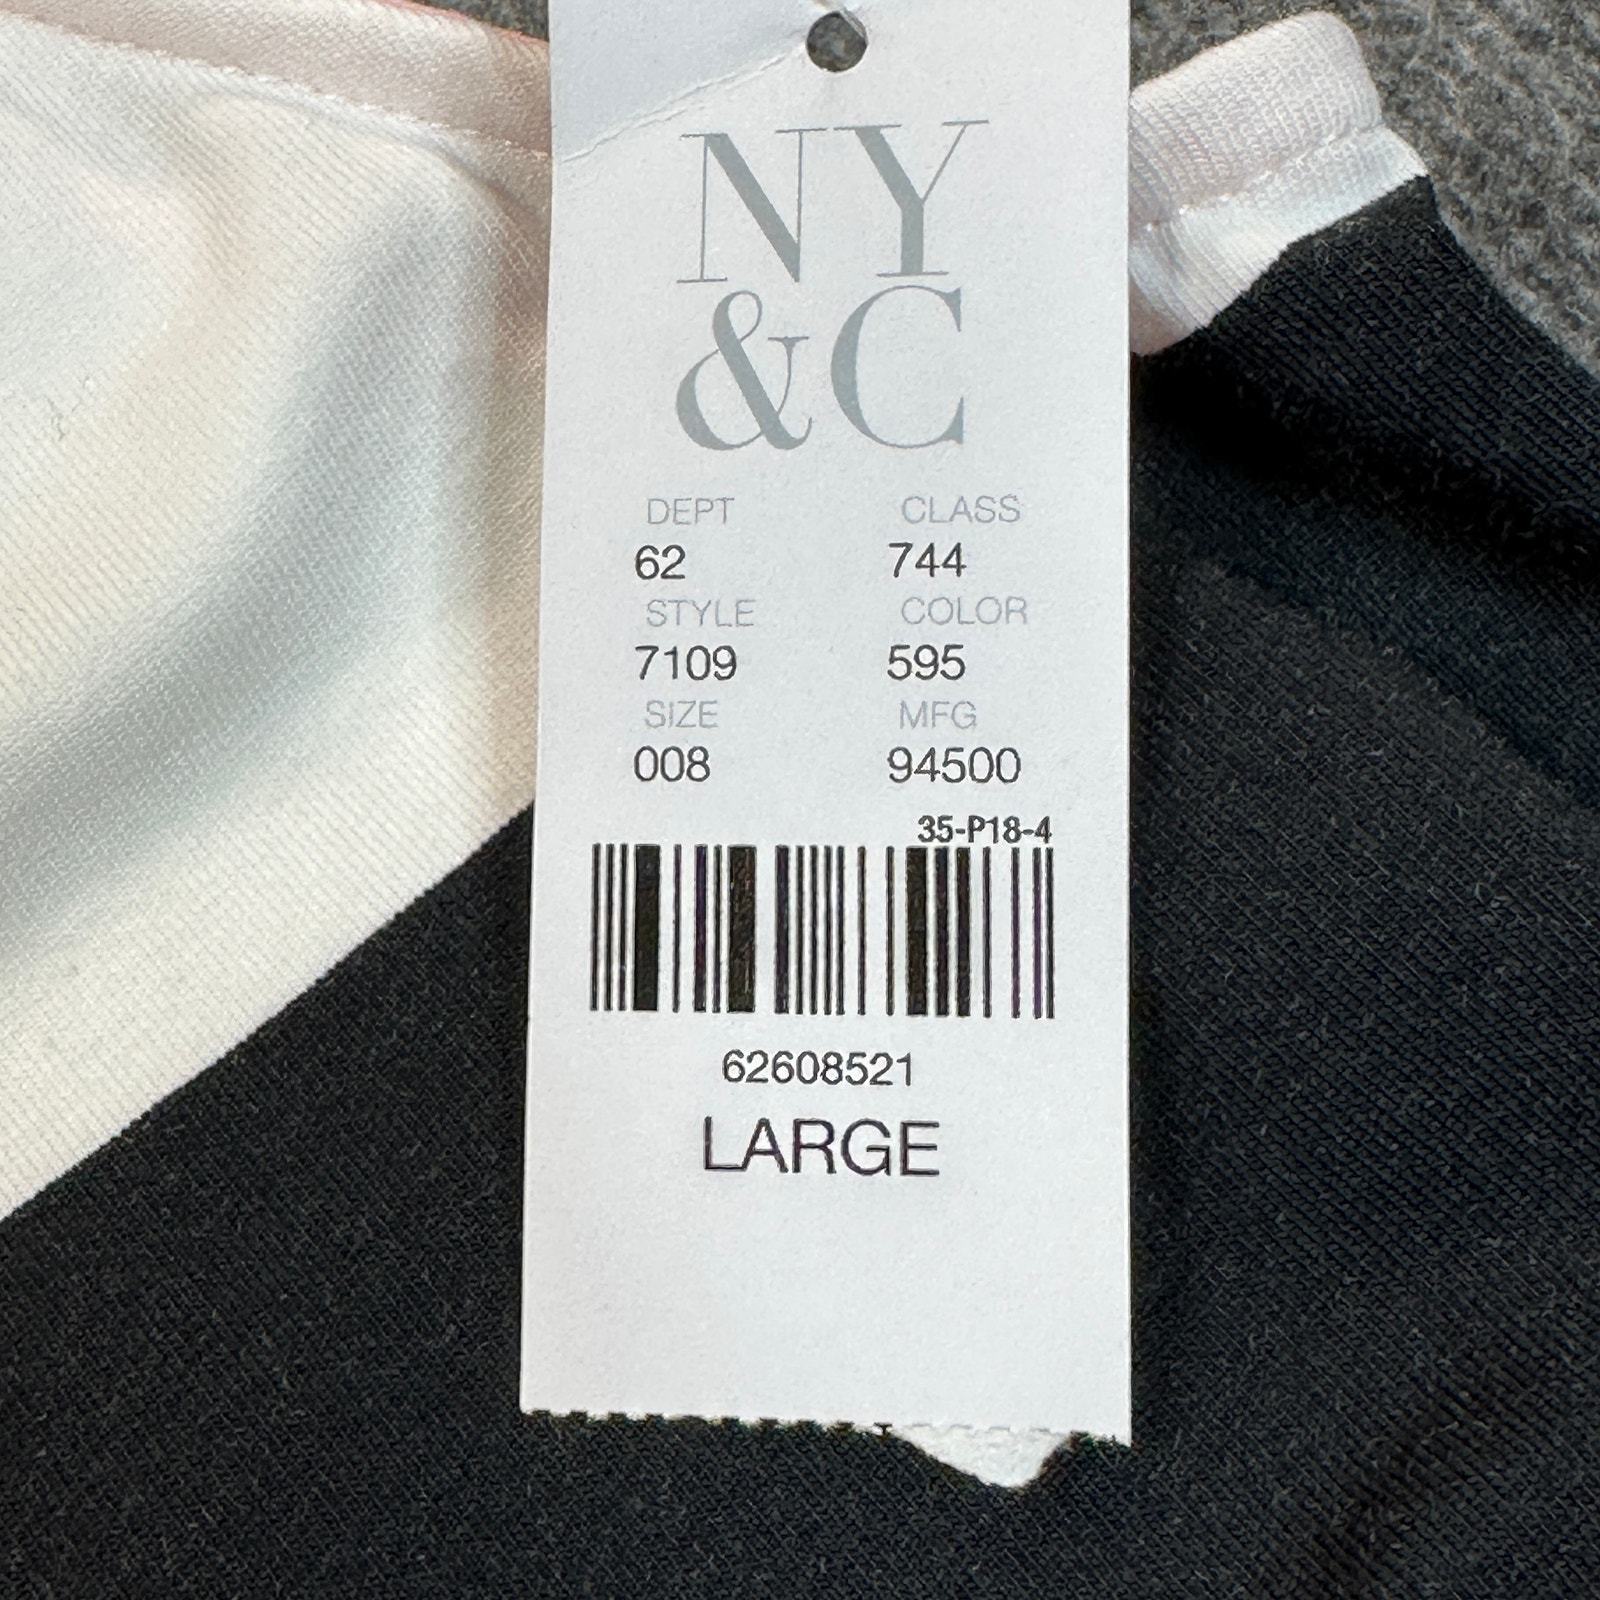 NY
&C
DEPT CLASS
62 744
STYLE COLOR
7109 595
SIZE MFG
008 94500
35-P18-4
62608521
LARGE